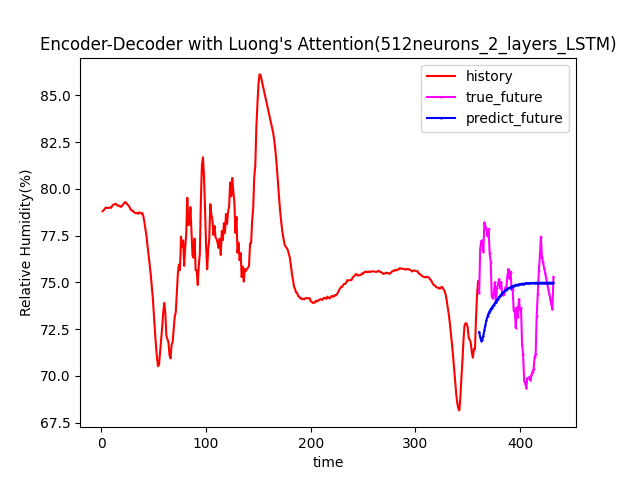 Encoder-Decoder with Luong's Attention(512neurons_2_layers_LSTM)
history
true_future
predict_future
Relative Humidity(%)
85.0
82.5
80.0
77.5
75.0
72.5
70.0
67.5
0 100 200 300 400
time